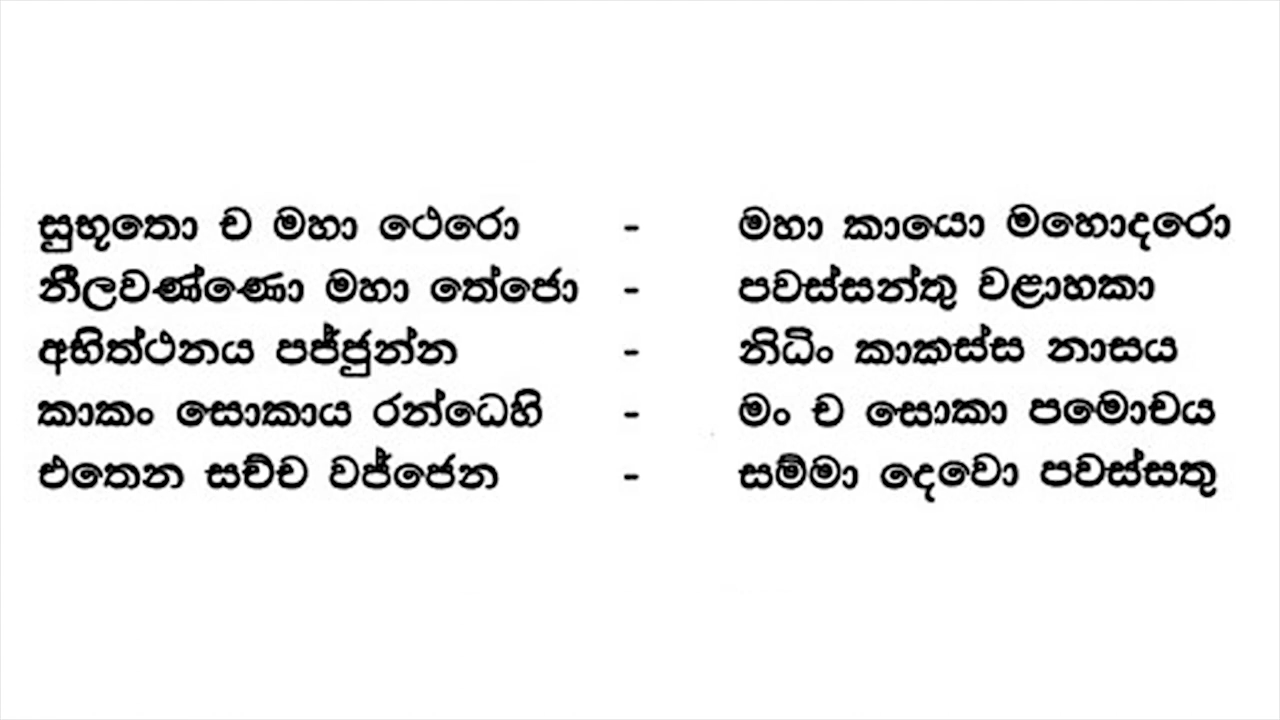 සුභූතො ච මහා ථෙරො - මහා කායො මහොදරො
නීලවණ්ණො මහා තේජො - පවස්සන්තු වළාහකා
අභිත්ථනය පජ්ජුන්න - නිධිං කාකස්ස නාසය
කාකං සොකාය රන්ධෙහි - මං ච සොකා පමොචය
එතෙන සච්ච වජ්ජෙන - සම්මා දෙවො පවස්සතු